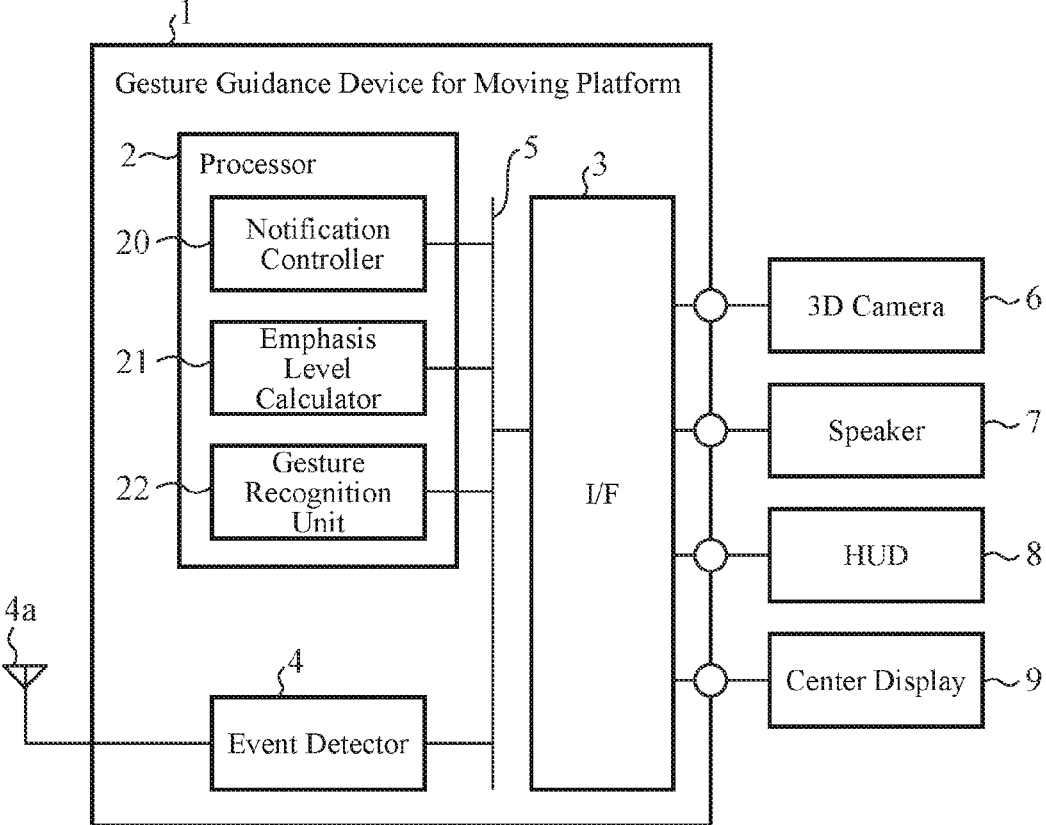 1
Gesture Guidance Device for Moving Platform
2
Processor
5
3
20
Notification
Controller
6
3D Camera
21
Emphasis
Level
Calculator
7
Speaker
22
Gesture
Recognition
Unit
I/F
8
HUD
4a
4
Event Detector
9
Center Display